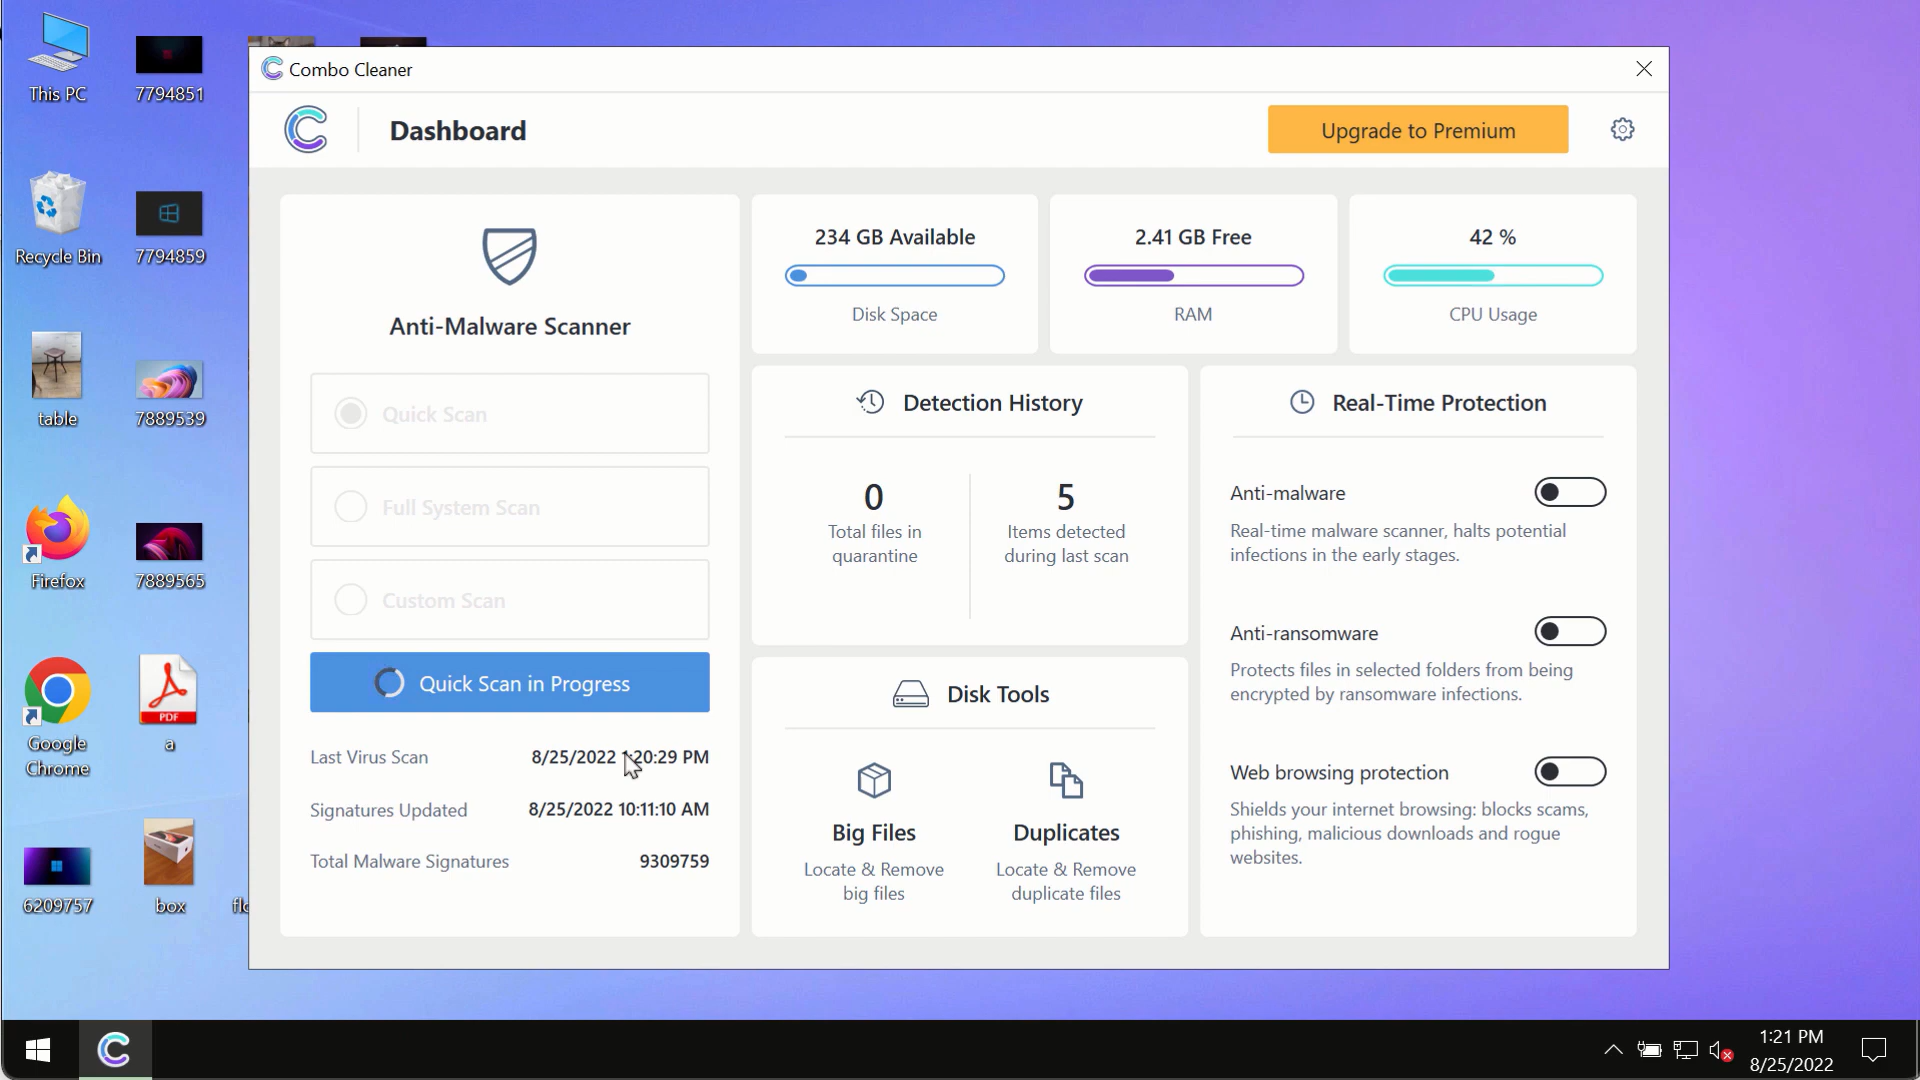 This PC
7794851
Recycle Bin
7794859
table
7889539
Firefox
7889565
Google
Chrome
PDF
a
6209757
box
Combo Cleaner
Dashboard
Upgrade to Premium
Anti-Malware Scanner
Quick Scan
Full System Scan
Custom Scan
Quick Scan in Progress
Last Virus Scan 8/25/2022 1:20:29 PM
Signatures Updated 8/25/2022 10:11:10 AM
Total Malware Signatures 9309759
234 GB Available
Disk Space
2.41 GB Free
RAM
42 %
CPU Usage
Detection History
0
Total files in
quarantine
5
Items detected
during last scan
Disk Tools
Big Files
Locate & Remove
big files
Duplicates
Locate & Remove
duplicate files
Real-Time Protection
Anti-malware
Real-time malware scanner, halts potential
infections in the early stages.
Anti-ransomware
Protects files in selected folders from being
encrypted by ransomware infections.
Web browsing protection
Shields your internet browsing: blocks scams,
phishing, malicious downloads and rogue
websites.
1:21 PM
8/25/2022